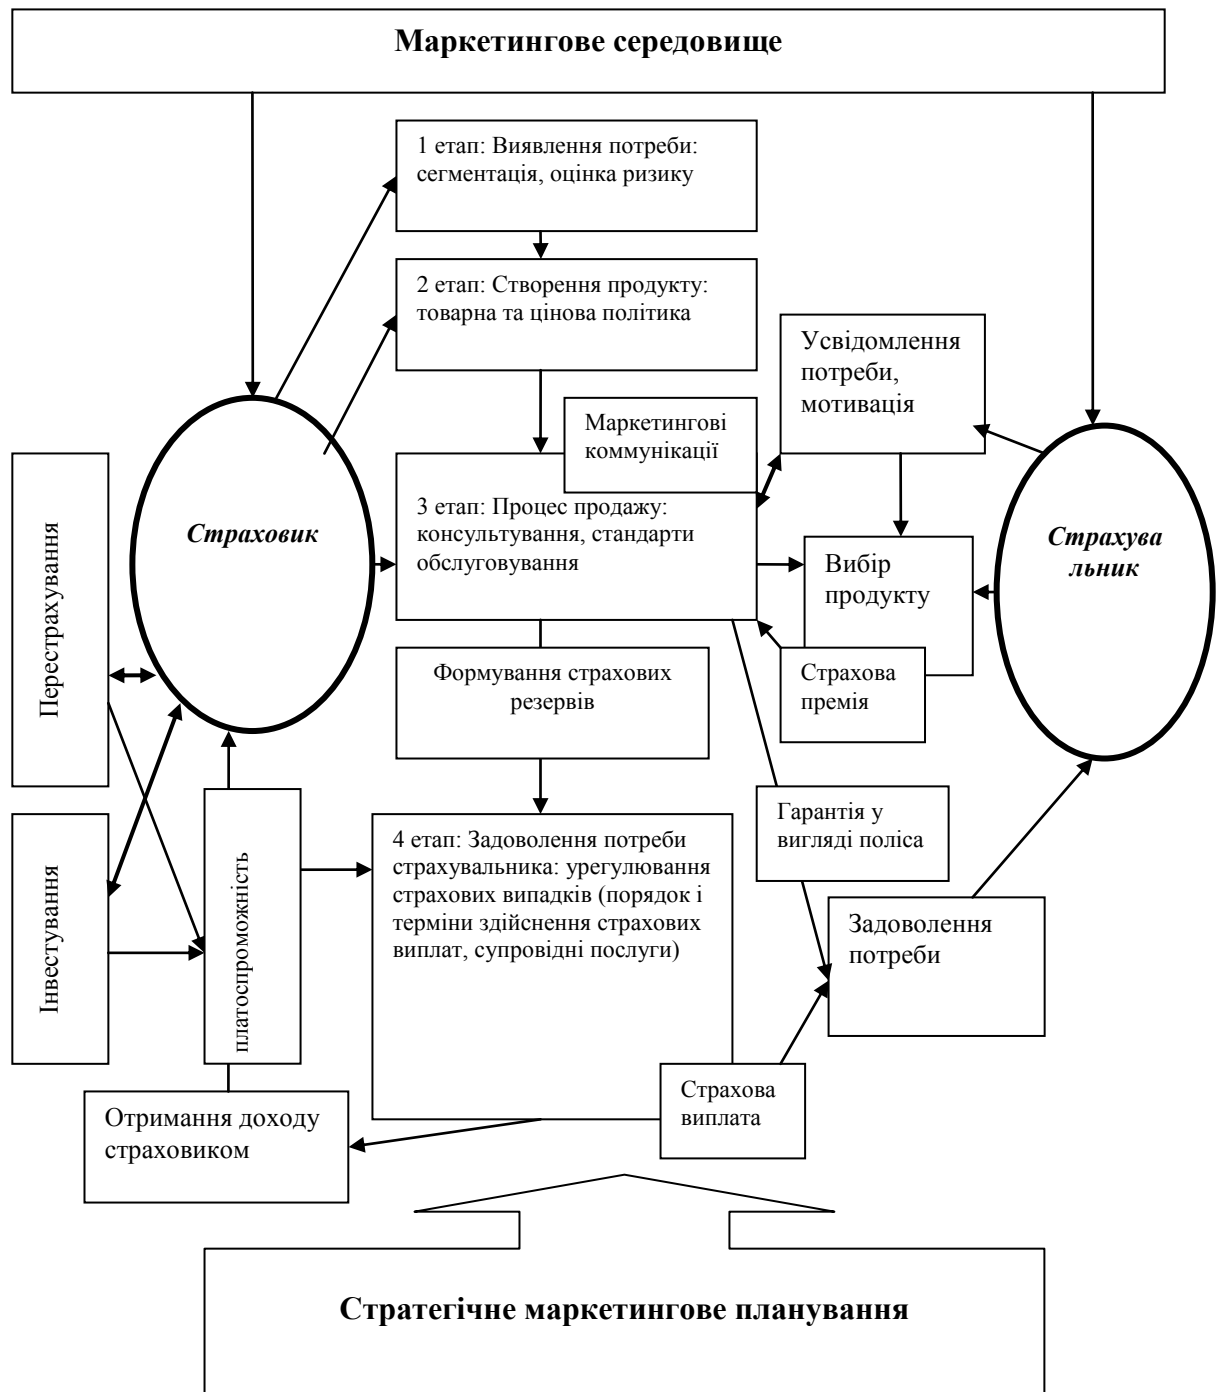 Маркетингове середовище
1 етап: Виявлення потреби:
сегментація, оцінка ризику
2 етап: Створення продукту:
товарна та цінова політика
Усвідомлення
потреби,
мотивація
Маркетингові
коммунікації
Страховик
3 етап: Процес продажу:
консультування, стандарти
обслуговування
Вибір
продукту
Страхува
льник
Перестрахування
Формування страхових
резервів
Страхова
премія
Гарантія у
вигляді поліса
Інвестування
платоспроможність
4 етап: Задоволення потреби
страхувальника: урегулювання
страхових випадків (порядок і
терміни здійснення страхових
виплат, супровідні послуги)
Задоволення
потреби
Отримання доходу
страховиком
Страхова
виплата
Стратегічне маркетингове планування